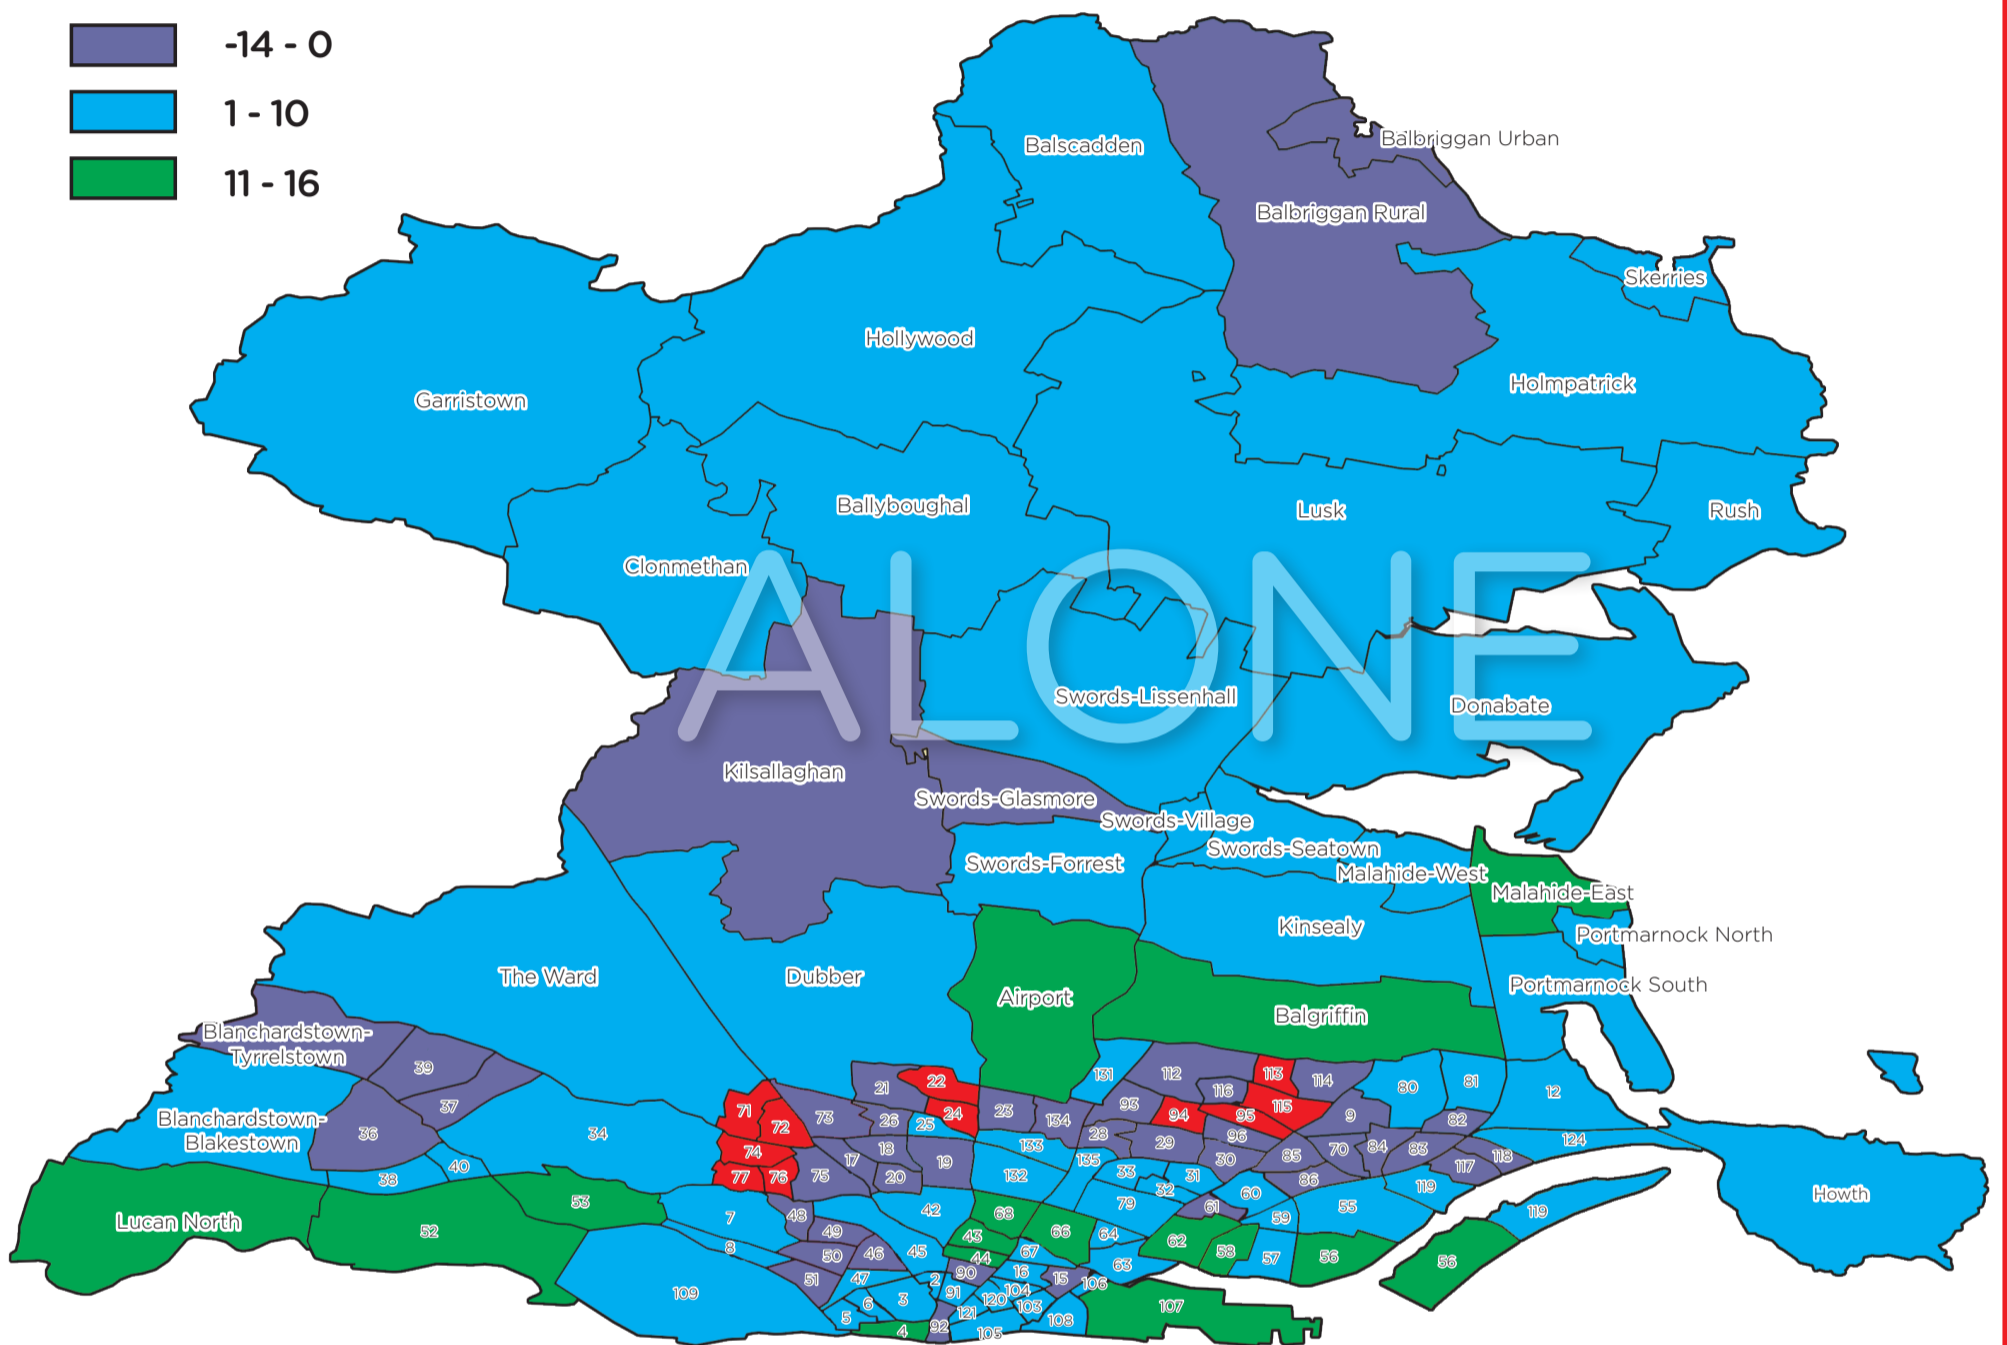 -14 - 0
1 - 10
11 - 16
Balscadden
Balbriggan Urban
Balbriggan Rural
Skerries
Hollywood
Holmpatrick
Garristown
Ballyboughal
Lusk
Rush
Clonmethan
ALONE
Swords-Lissenhall
Donabate
Kilsallaghan
Swords-Glasmore
Swords-Village
Swords-Forrest
Swords-Seatown
Malahide-West
Malahide-East
Kinsealy
Portmarnock North
The Ward
Dubber
Portmarnock South
Airport
Balgriffin
Blanchardstown-
Tyrrelstown
39
37
36
Blanchardstown-
Blakestown
34
38
40
21
22
131
112
116
113
114
80
81
12
71
72
73
26
25
24
23
134
93
94
95
115
9
82
74
17
18
19
133
28
29
96
85
70
84
83
124
77
76
75
20
132
135
33
32
31
30
86
117
118
119
Lucan North
52
53
7
8
48
49
50
51
46
45
42
68
43
44
66
67
64
63
79
61
60
59
62
58
57
55
56
119
56
Howth
109
47
2
90
16
15
106
91
104
6
3
5
4
92
121
120
103
105
108
107